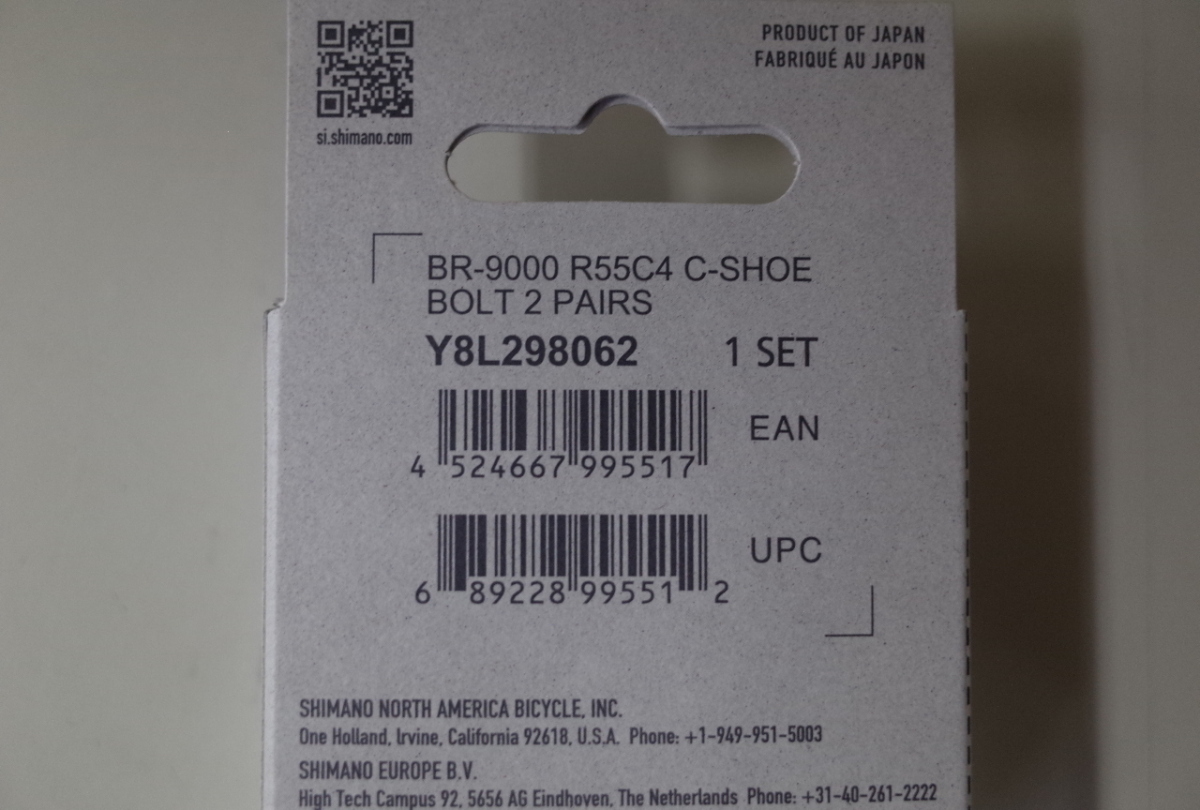 PRODUCT OF JAPAN
FABRIQUÉ AU JAPON
si.shimano.com
BR-9000 R55C4 C-SHOE
BOLT 2 PAIRS
Y8L298062 1 SET
EAN
4 524667 995517
UPC
6 89228 99551 2
SHIMANO NORTH AMERICA BICYCLE, INC.
One Holland, Irvine, California 92618, U.S.A. Phone: +1-949-951-5003
SHIMANO EUROPE B.V.
High Tech Campus 92, 5656 AG Eindhoven, The Netherlands Phone: +31-40-261-2222